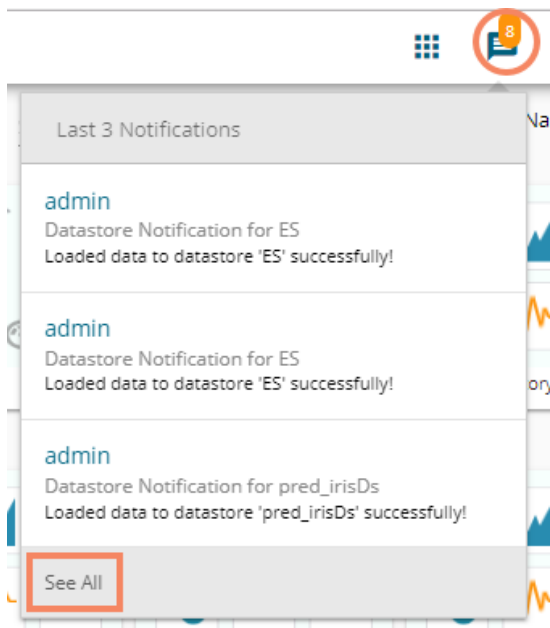 8
Last 3 Notifications
Na
admin
Datastore Notification for ES
Loaded data to datastore 'ES' successfully!
admin
Datastore Notification for ES
Loaded data to datastore 'ES' successfully!
ory
admin
Datastore Notification for pred_irisDs
Loaded data to datastore 'pred_irisDs' successfully!
See All